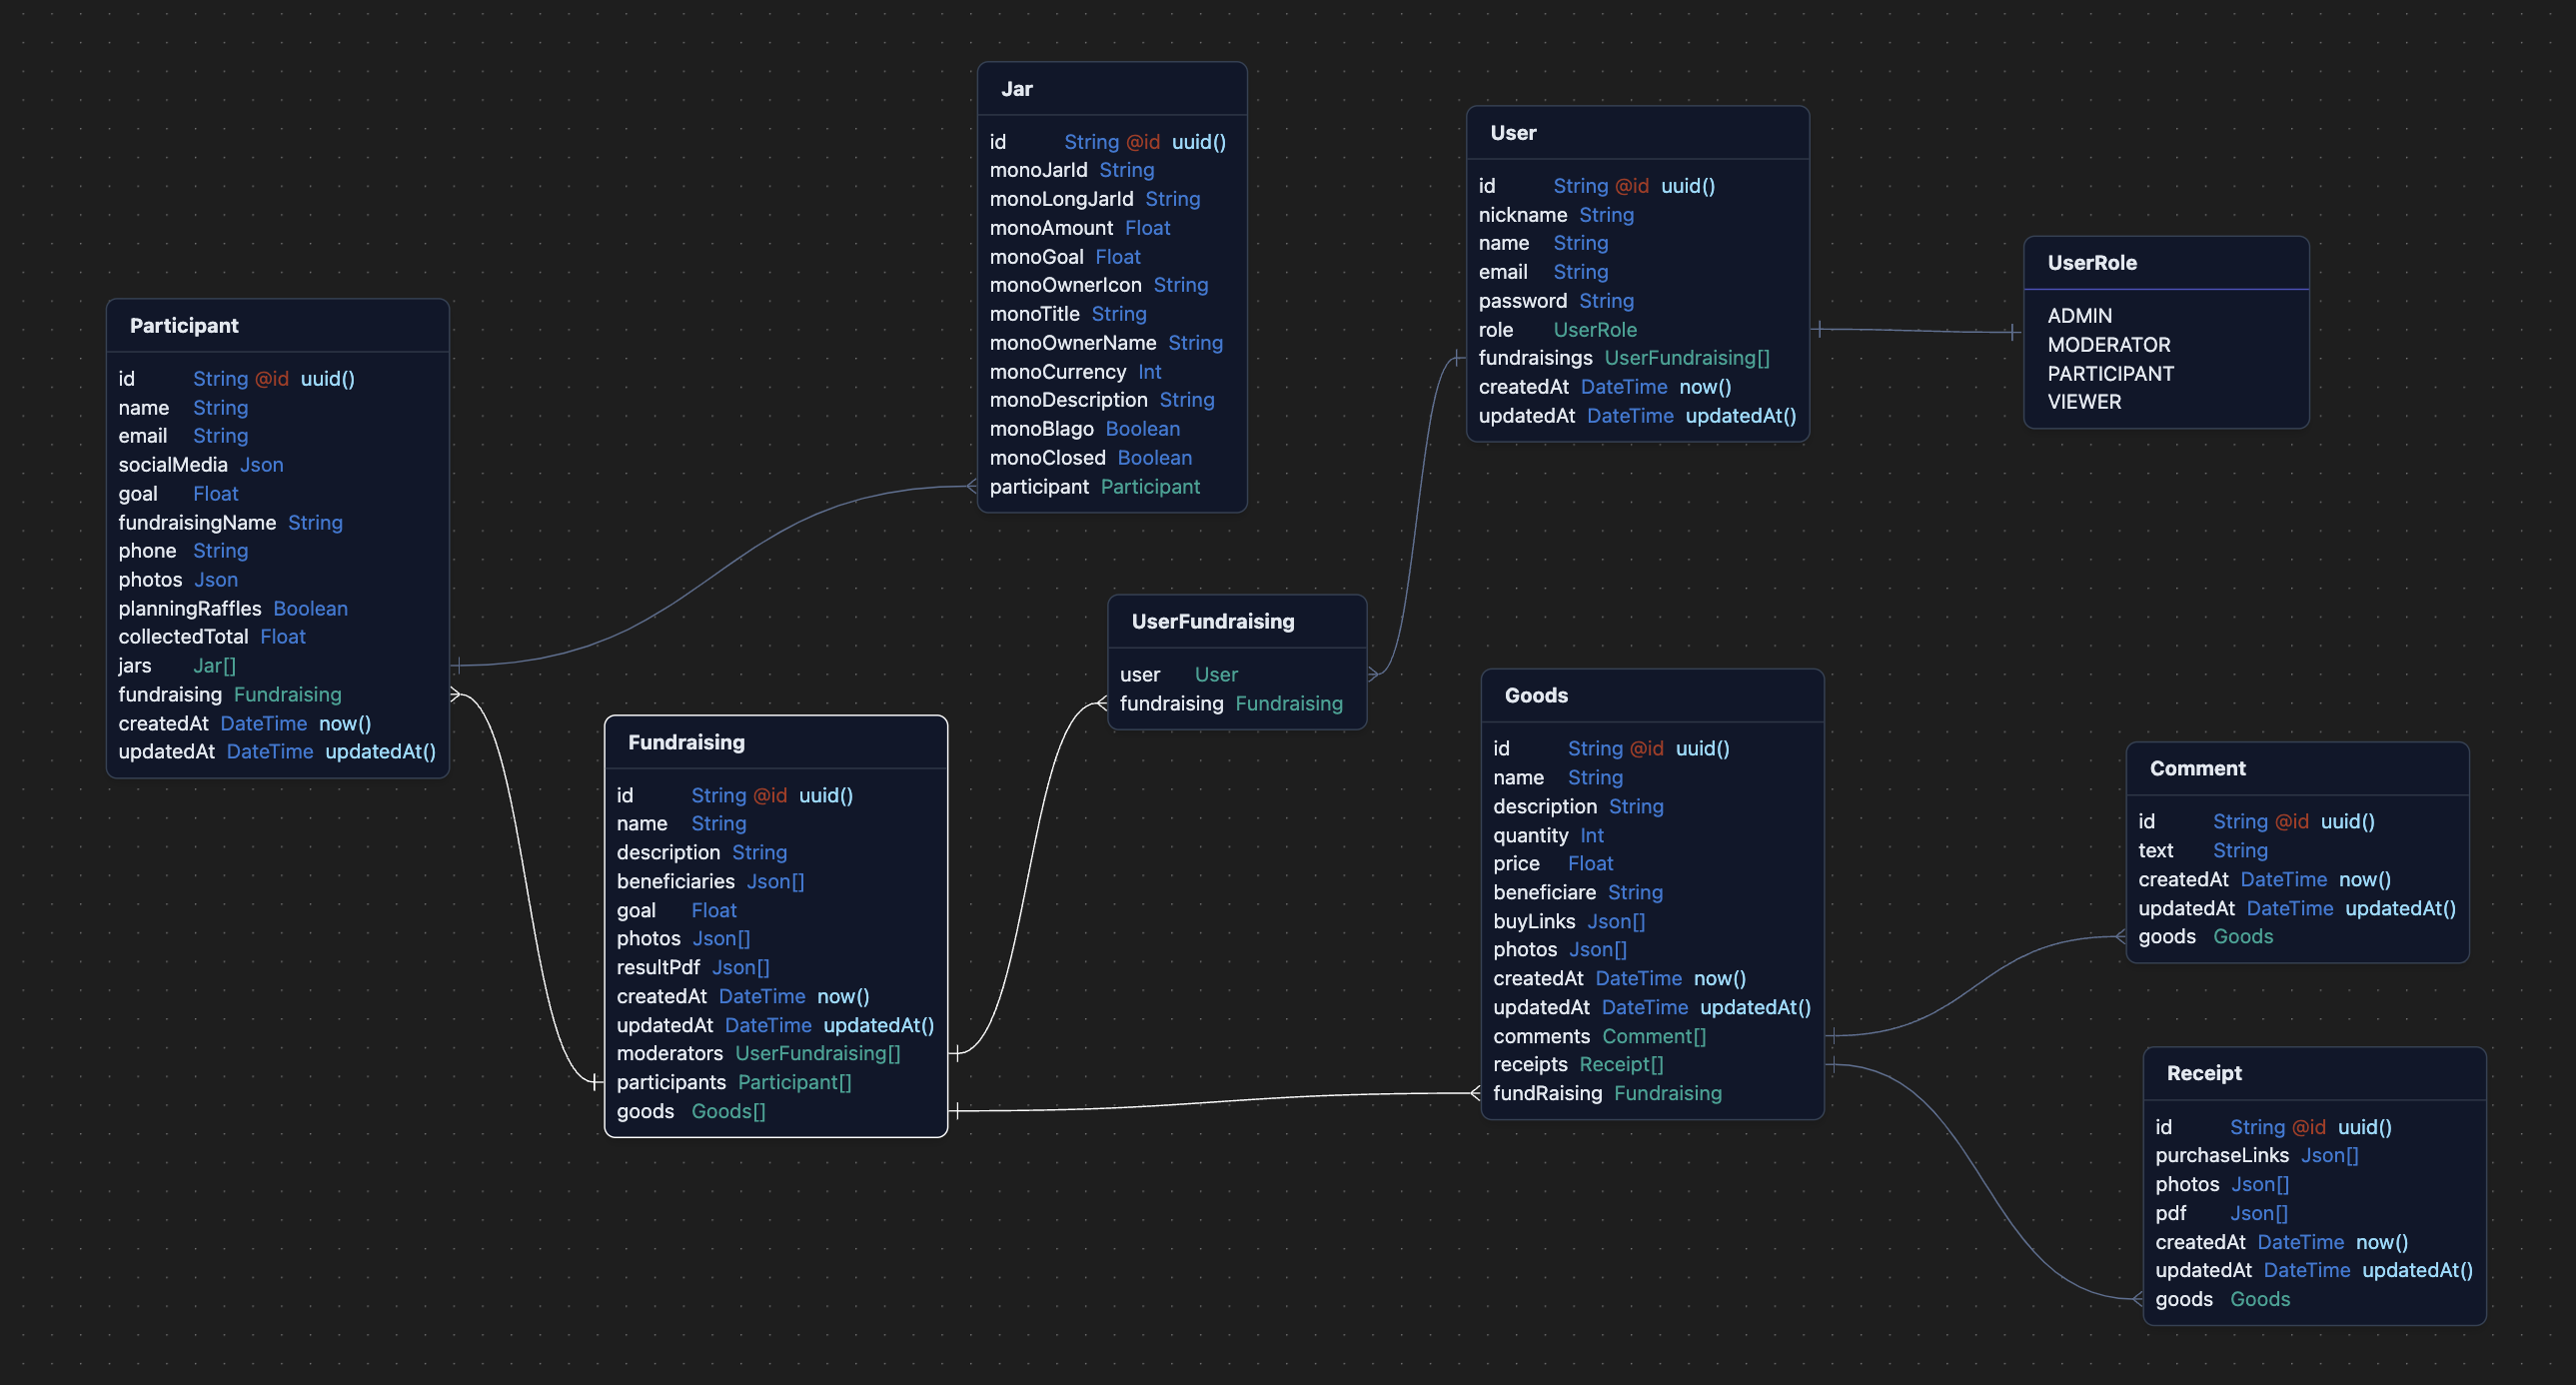 Jar
id String @id uuid()
monoJarId String
monoLongJarId String
monoAmount Float
monoGoal Float
monoOwnerIcon String
monoTitle String
monoOwnerName String
monoCurrency Int
monoDescription String
monoBlago Boolean
monoClosed Boolean
participant Participant
User
id String @id uuid()
nickname String
name String
email String
password String
role UserRole
fundraisings UserFundraising[]
createdAt DateTime now()
updatedAt DateTime updatedAt()
UserRole
ADMIN
MODERATOR
PARTICIPANT
VIEWER
Participant
id String @id uuid()
name String
email String
socialMedia Json
goal Float
fundraisingName String
phone String
photos Json
planningRaffles Boolean
collectedTotal Float
jars Jar[]
fundraising Fundraising
createdAt DateTime now()
updatedAt DateTime updatedAt()
UserFundraising
user User
fundraising Fundraising
Fundraising
id String @id uuid()
name String
description String
beneficiaries Json[]
goal Float
photos Json[]
resultPdf Json[]
createdAt DateTime now()
updatedAt DateTime updatedAt()
moderators UserFundraising[]
participants Participant[]
goods Goods[]
Goods
id String @id uuid()
name String
description String
quantity Int
price Float
beneficiare String
buyLinks Json[]
photos Json[]
createdAt DateTime now()
updatedAt DateTime updatedAt()
comments Comment[]
receipts Receipt[]
fundRaising Fundraising
Comment
id String @id uuid()
text String
createdAt DateTime now()
updatedAt DateTime updatedAt()
goods Goods
Receipt
id String @id uuid()
purchaseLinks Json[]
photos Json[]
pdf Json[]
createdAt DateTime now()
updatedAt DateTime updatedAt()
goods Goods